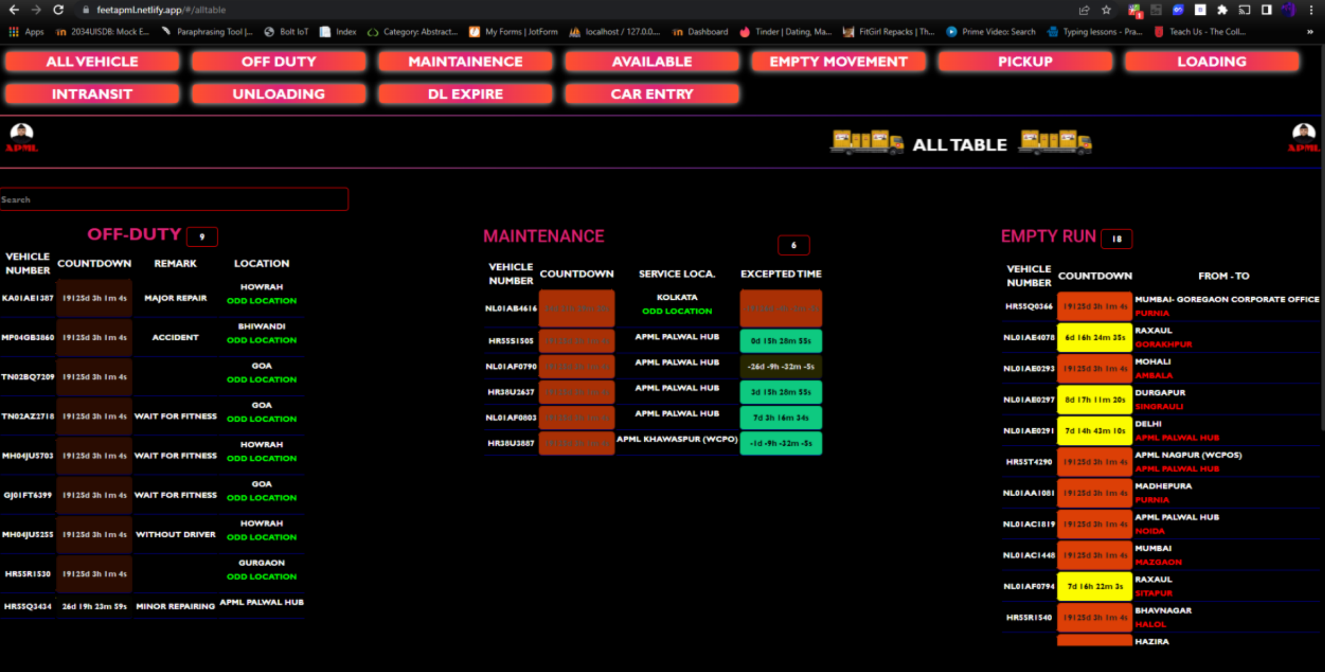 feetapml.netlify.app/#/alltable
Apps 2034UISDB: Mock E... Paraphrasing Tool |... Bolt IoT Index Category: Abstract... My Forms | JotForm localhost / 127.0.0.... Dashboard Tinder | Dating, Ma... FitGirl Repacks | Th... Prime Video: Search Typing lessons - Pra... Teach Us - The Coll... »
ALL VEHICLE OFF DUTY MAINTAINENCE AVAILABLE EMPTY MOVEMENT PICKUP LOADING
INTRANSIT UNLOADING DL EXPIRE CAR ENTRY
APML ALL TABLE APML
Search
OFF-DUTY 9
VEHICLE NUMBER COUNTDOWN REMARK LOCATION
KA01AE1387 19125d 3h 1m 4s MAJOR REPAIR HOWRAH
ODD LOCATION
MP04GB3860 19125d 3h 1m 4s ACCIDENT BHIWANDI
ODD LOCATION
TN02BQ7209 19125d 3h 1m 4s GOA
ODD LOCATION
TN02AZ2718 19125d 3h 1m 4s WAIT FOR FITNESS GOA
ODD LOCATION
MH04JU5703 19125d 3h 1m 4s WAIT FOR FITNESS HOWRAH
ODD LOCATION
GJ01FT6399 19125d 3h 1m 4s WAIT FOR FITNESS GOA
ODD LOCATION
MH04JU5255 19125d 3h 1m 4s WITHOUT DRIVER HOWRAH
ODD LOCATION
HR55R1530 19125d 3h 1m 4s GURGAON
ODD LOCATION
HR55Q3434 26d 19h 23m 59s MINOR REPAIRING APML PALWAL HUB
MAINTENANCE 6
VEHICLE NUMBER COUNTDOWN SERVICE LOCA. EXCEPTED TIME
NL01AB4616 KOLKATA
ODD LOCATION
HR55S1505 APML PALWAL HUB 0d 15h 28m 55s
NL01AF0790 APML PALWAL HUB -26d -9h -32m -5s
HR38U2637 APML PALWAL HUB 3d 15h 28m 55s
NL01AF0803 APML PALWAL HUB 7d 3h 16m 34s
HR38U3887 APML KHAWASPUR (WCPO) -1d -9h -32m -5s
EMPTY RUN 18
VEHICLE NUMBER COUNTDOWN FROM - TO
HR55Q0366 19125d 3h 1m 4s MUMBAI- GOREGAON CORPORATE OFFICE
PURNIA
NL01AE4078 6d 16h 24m 35s RAXAUL
GORAKHPUR
NL01AE0293 19125d 3h 1m 4s MOHALI
AMBALA
NL01AE0297 8d 17h 11m 20s DURGAPUR
SINGRAULI
NL01AE0291 7d 14h 43m 10s DELHI
APML PALWAL HUB
HR55T4290 19125d 3h 1m 4s APML NAGPUR (WCPOS)
APML PALWAL HUB
NL01AA1081 19125d 3h 1m 4s MADHEPURA
PURNIA
NL01AC1819 19125d 3h 1m 4s APML PALWAL HUB
NOIDA
NL01AC1448 19125d 3h 1m 4s MUMBAI
MAZGAON
NL01AF0794 7d 16h 22m 3s RAXAUL
SITAPUR
HR55R1540 19125d 3h 1m 4s BHAVNAGAR
HALOL
HAZIRA